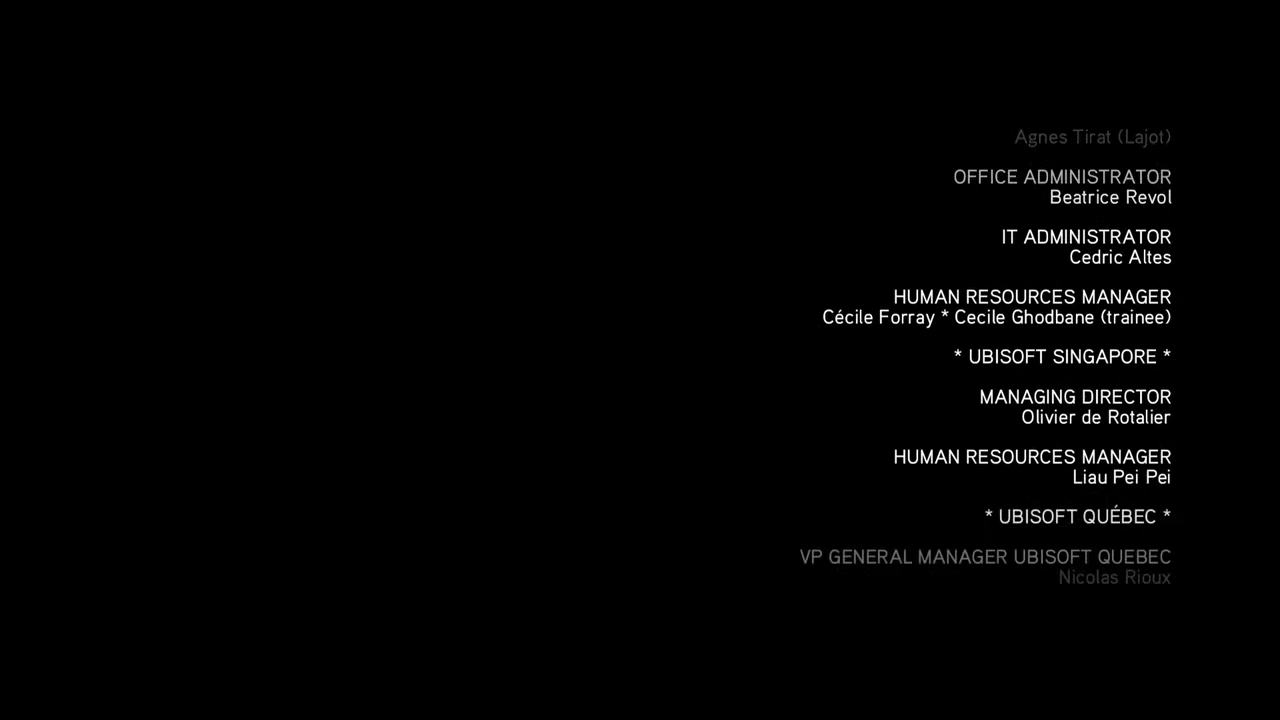 Agnes Tirat (Lajot)
OFFICE ADMINISTRATOR
Beatrice Revol
IT ADMINISTRATOR
Cedric Altes
HUMAN RESOURCES MANAGER
Cécile Forray * Cecile Ghodbane (trainee)
* UBISOFT SINGAPORE *
MANAGING DIRECTOR
Olivier de Rotalier
HUMAN RESOURCES MANAGER
Liau Pei Pei
* UBISOFT QUÉBEC *
VP GENERAL MANAGER UBISOFT QUEBEC
Nicolas Rioux